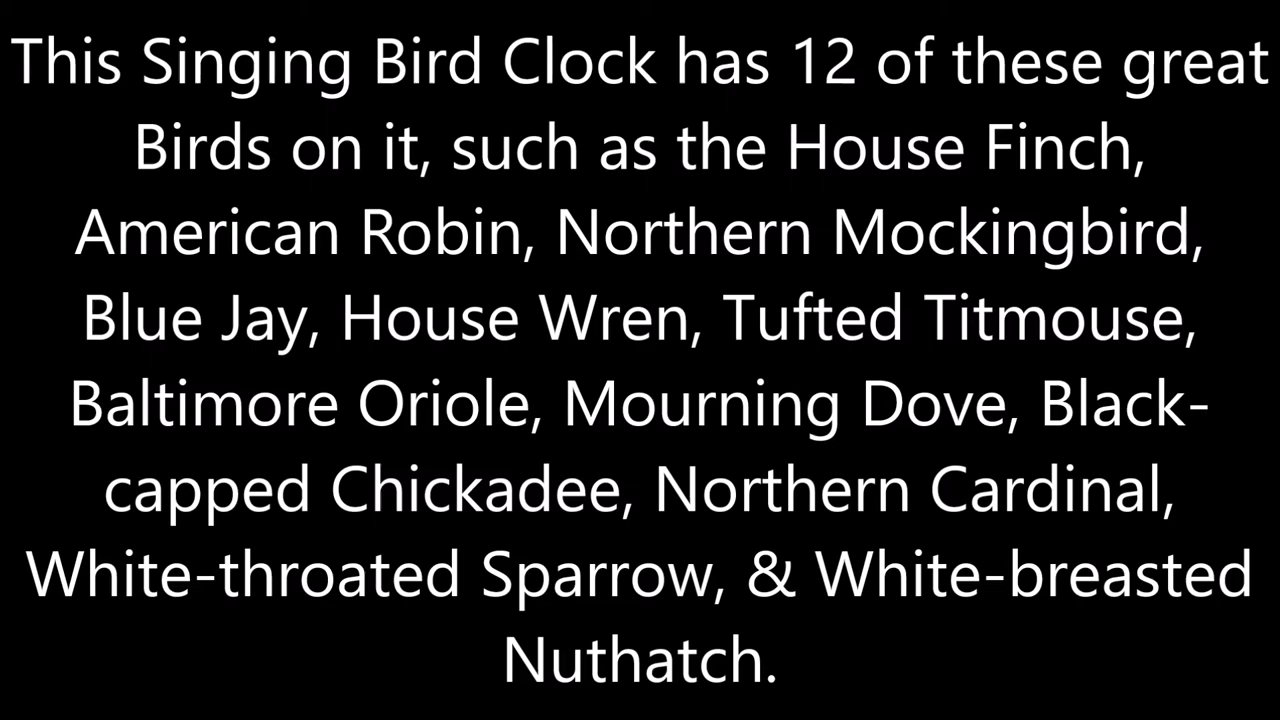 This Singing Bird Clock has 12 of these great
Birds on it, such as the House Finch,
American Robin, Northern Mockingbird,
Blue Jay, House Wren, Tufted Titmouse,
Baltimore Oriole, Mourning Dove, Black-
capped Chickadee, Northern Cardinal,
White-throated Sparrow, & White-breasted
Nuthatch.